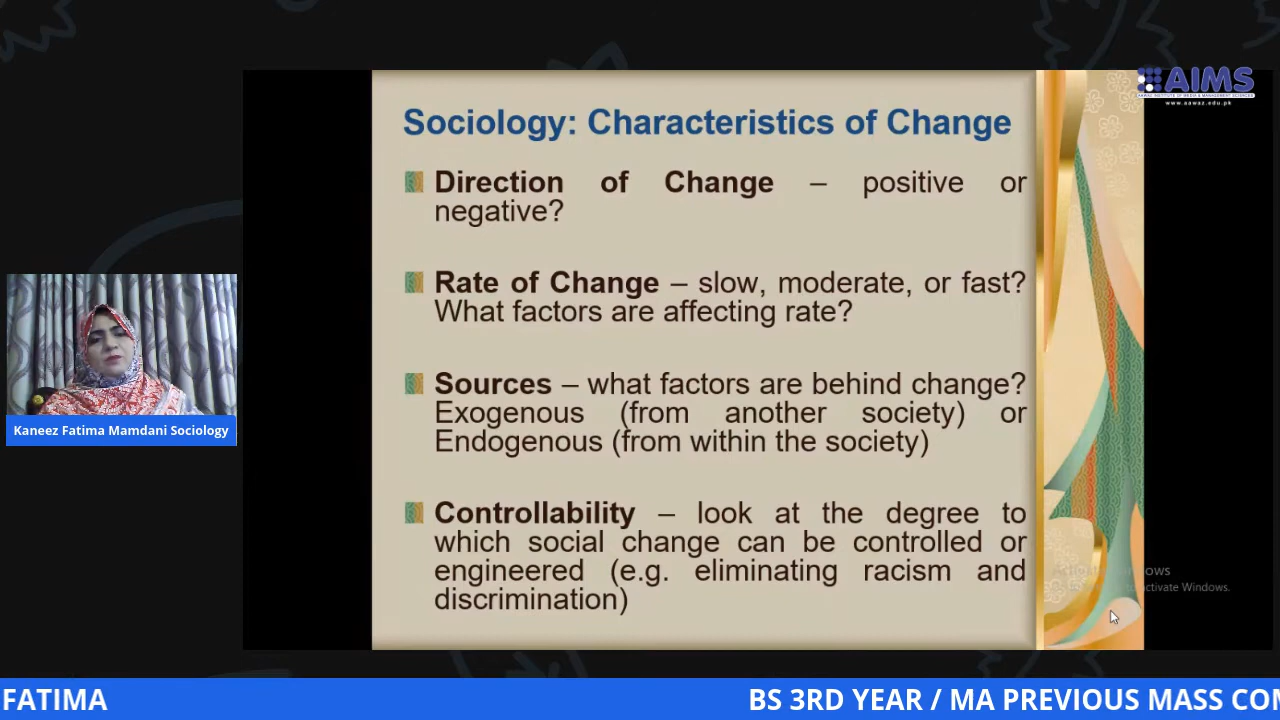 AIMS
www.aawaz.edu.pk
Sociology: Characteristics of Change
Direction of Change – positive or
negative?
Rate of Change – slow, moderate, or fast?
What factors are affecting rate?
Sources – what factors are behind change?
Exogenous (from another society) or
Endogenous (from within the society)
Controllability – look at the degree to
which social change can be controlled or
engineered (e.g. eliminating racism and
discrimination)
Kaneez Fatima Mamdani Sociology
activate Windows.
FATIMA
BS 3RD YEAR / MA PREVIOUS MASS CO